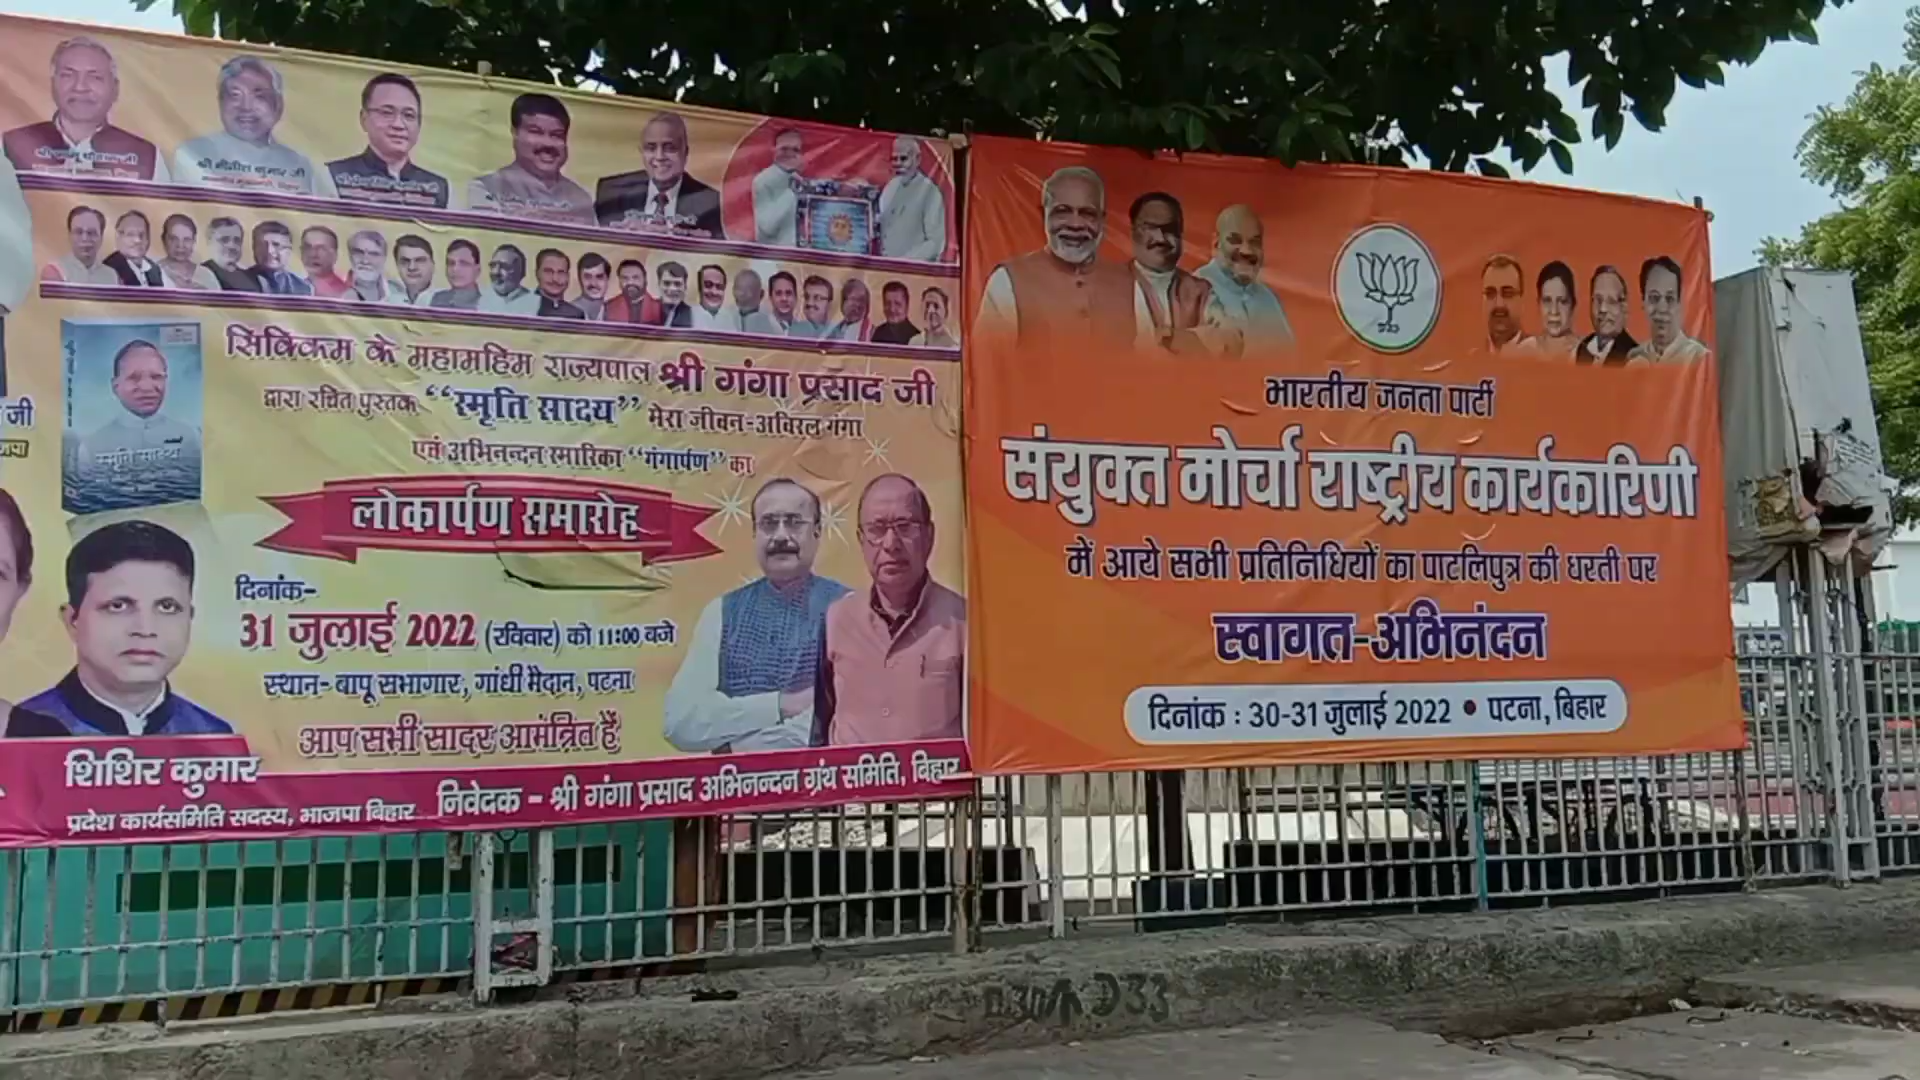 श्री नीतीश कुमार जी
जी
सिक्किम के महामहिम राज्यपाल श्री गंगा प्रसाद जी
द्वारा रचित पुस्तक “स्मृति साक्ष्य” मेरा जीवन-अविरल गंगा
एवं अभिनन्दन स्मारिका “गंगार्पण” का
स्मृति साक्ष्य
लोकार्पण समारोह
दिनांक-
31 जुलाई 2022 (रविवार) को 11:00 बजे
स्थान- बापू सभागार, गांधी मैदान, पटना
आप सभी सादर आमंत्रित हैं
शिशिर कुमार
प्रदेश कार्यसमिति सदस्य, भाजपा बिहार
निवेदक - श्री गंगा प्रसाद अभिनन्दन ग्रंथ समिति, बिहार
भारतीय जनता पार्टी
संयुक्त मोर्चा राष्ट्रीय कार्यकारिणी
में आये सभी प्रतिनिधियों का पाटलिपुत्र की धरती पर
स्वागत-अभिनंदन
दिनांक : 30-31 जुलाई 2022 • पटना, बिहार
D33